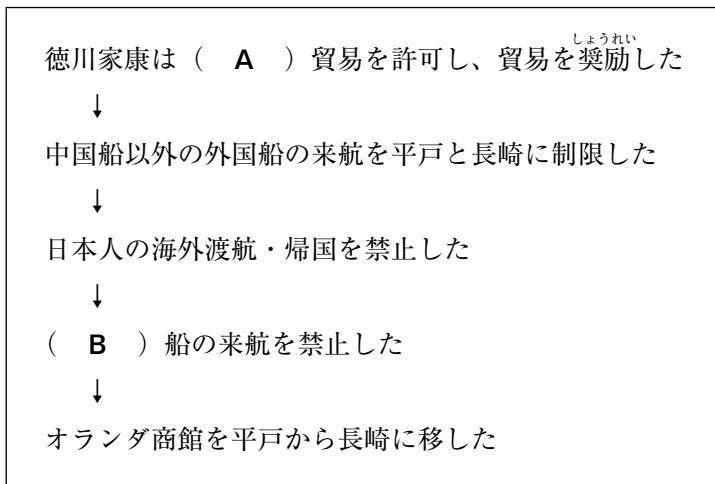 しょうれい
徳川家康は（　A　）貿易を許可し、貿易を奨励した
↓
中国船以外の外国船の来航を平戸と長崎に制限した
↓
日本人の海外渡航・帰国を禁止した
↓
（　B　）船の来航を禁止した
↓
オランダ商館を平戸から長崎に移した